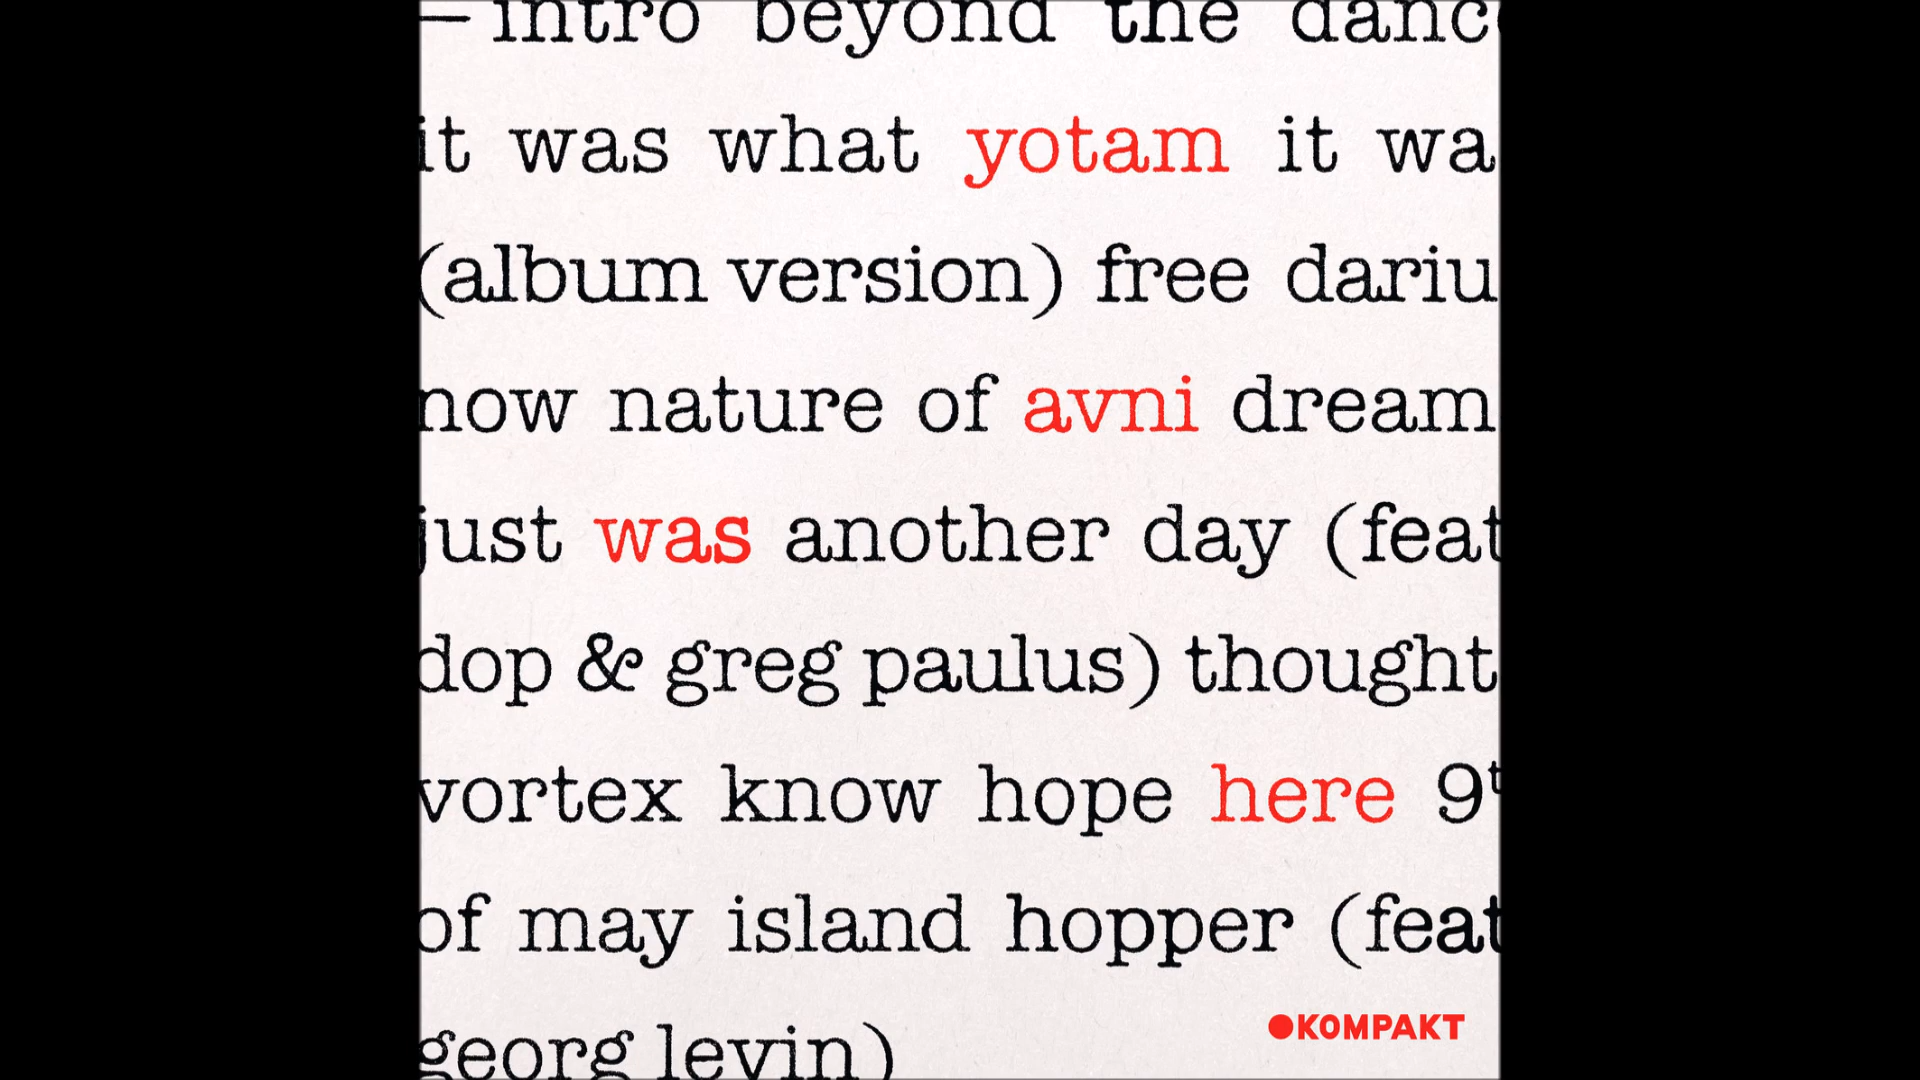 — intro beyond the danc
it was what yotam it wa
(album version) free dariu
now nature of avni dream
just was another day (feat
dop & greg paulus) thought
vortex know hope here 9t
of may island hopper (feat
georg levin)
KOMPAKT